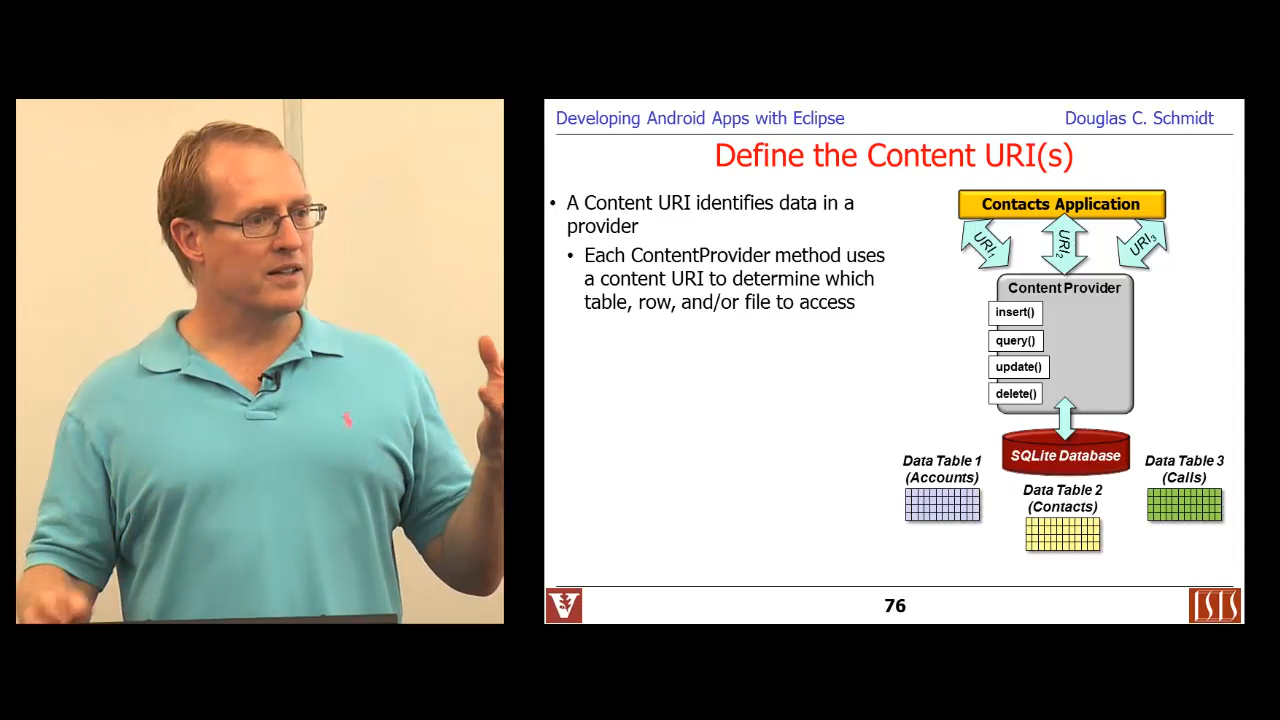 Developing Android Apps with Eclipse
Douglas C. Schmidt
Define the Content URI(s)
• A Content URI identifies data in a
provider
• Each ContentProvider method uses
a content URI to determine which
table, row, and/or file to access
Contacts Application
URI₁
URI₂
URI₃
Content Provider
insert()
query()
update()
delete()
SQLite Database
Data Table 1
(Accounts)
Data Table 2
(Contacts)
Data Table 3
(Calls)
V
76
ISIS